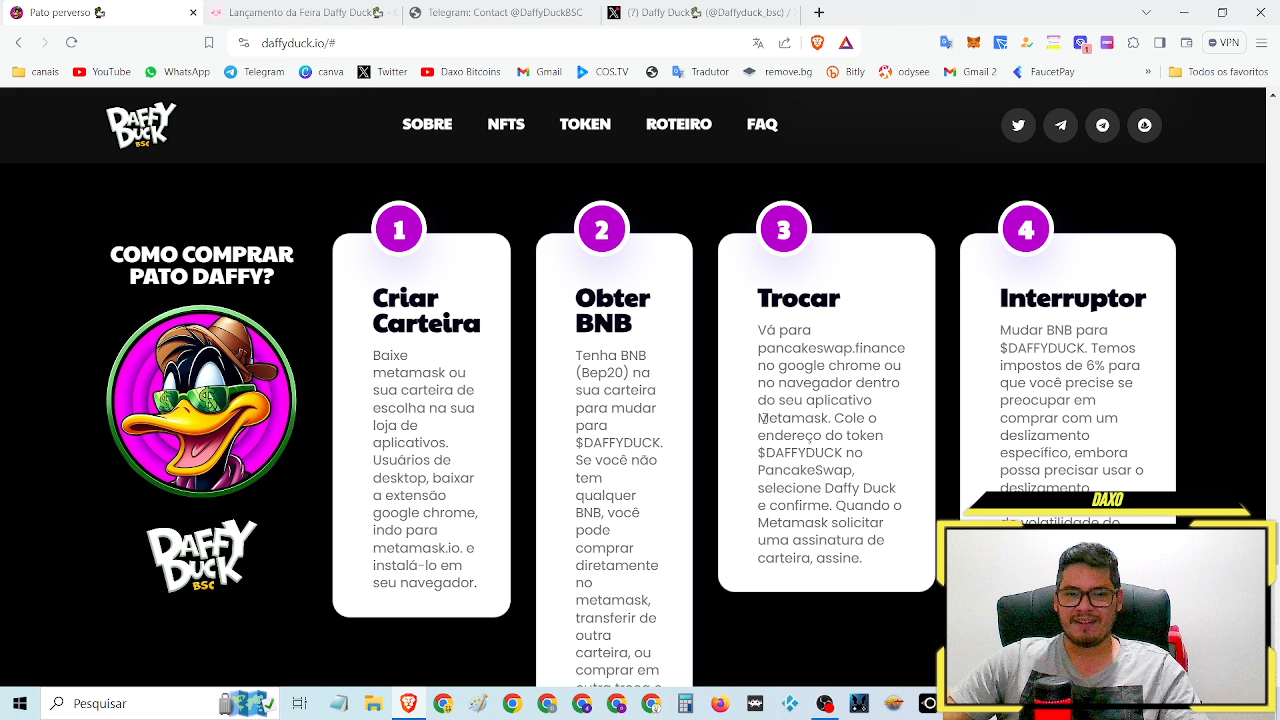 Pato perverso
Lançamento da Feira Daffy Duck
Telegram: Contact @DaffyDuckBSC
(7) Daffy Duck (@Daffyduck_bsc) /
daffyduck.io/#
VPN
canais
YouTube
WhatsApp
Telegram
canva
Twitter
Daxo Bitcoins
Gmail
COS.TV
Tradutor
remove.bg
Bitly
odysee
Gmail 2
FaucetPay
Todos os favoritos
DAFFY
DUCK
BSC
SOBRE
NFTS
TOKEN
ROTEIRO
FAQ
COMO COMPRAR
PATO DAFFY?
DAFFY
DUCK
BSC
1
Criar
Carteira
Baixe
metamask ou
sua carteira de
escolha na sua
loja de
aplicativos.
Usuários de
desktop, baixar
a extensão
google chrome,
indo para
metamask.io. e
instalá-lo em
seu navegador.
2
Obter
BNB
Tenha BNB
(Bep20) na
sua carteira
para mudar
para
$DAFFYDUCK.
Se você não
tem
qualquer
BNB, você
pode
comprar
diretamente
no
metamask,
transferir de
outra
carteira, ou
comprar em
3
Trocar
Vá para
pancakeswap.finance
no google chrome ou
no navegador dentro
do seu aplicativo
Metamask. Cole o
endereço do token
$DAFFYDUCK no
PancakeSwap,
selecione Daffy Duck
e confirme. Quando o
Metamask solicitar
uma assinatura de
carteira, assine.
4
Interruptor
Mudar BNB para
$DAFFYDUCK. Temos
impostos de 6% para
que você precise se
preocupar em
comprar com um
deslizamento
específico, embora
possa precisar usar o
deslizamento
DAXO
Pesquisar